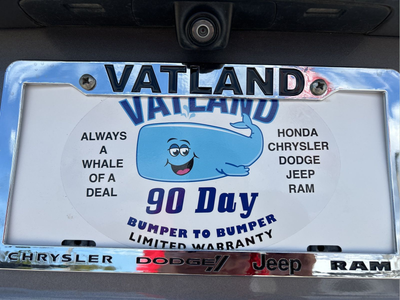 VATLAND
VATLAND
ALWAYS
A
WHALE
OF A
DEAL
HONDA
CHRYSLER
DODGE
JEEP
RAM
90 Day
BUMPER TO BUMPER
LIMITED WARRANTY
CHRYSLER DODGE// Jeep RAM